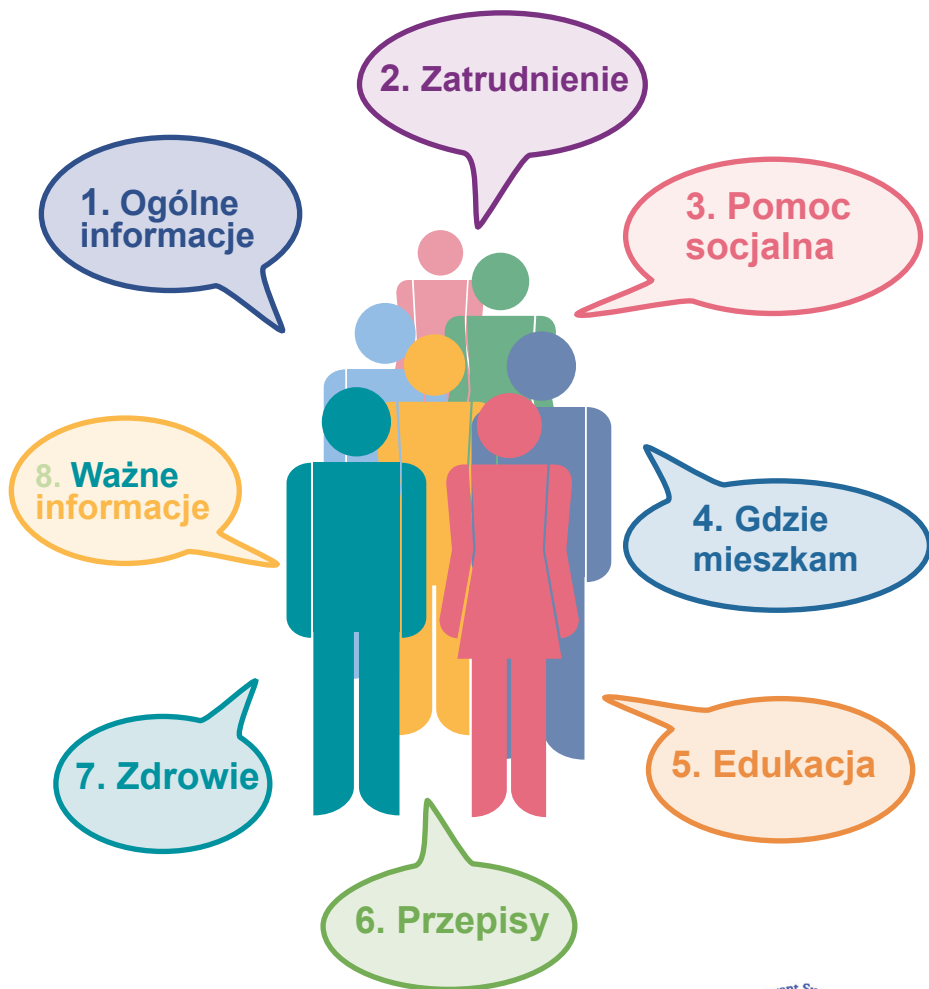 1. Ogólne
informacje
2. Zatrudnienie
3. Pomoc
socjalna
4. Gdzie
mieszkam
5. Edukacja
6. Przepisy
7. Zdrowie
8. Ważne
informacje